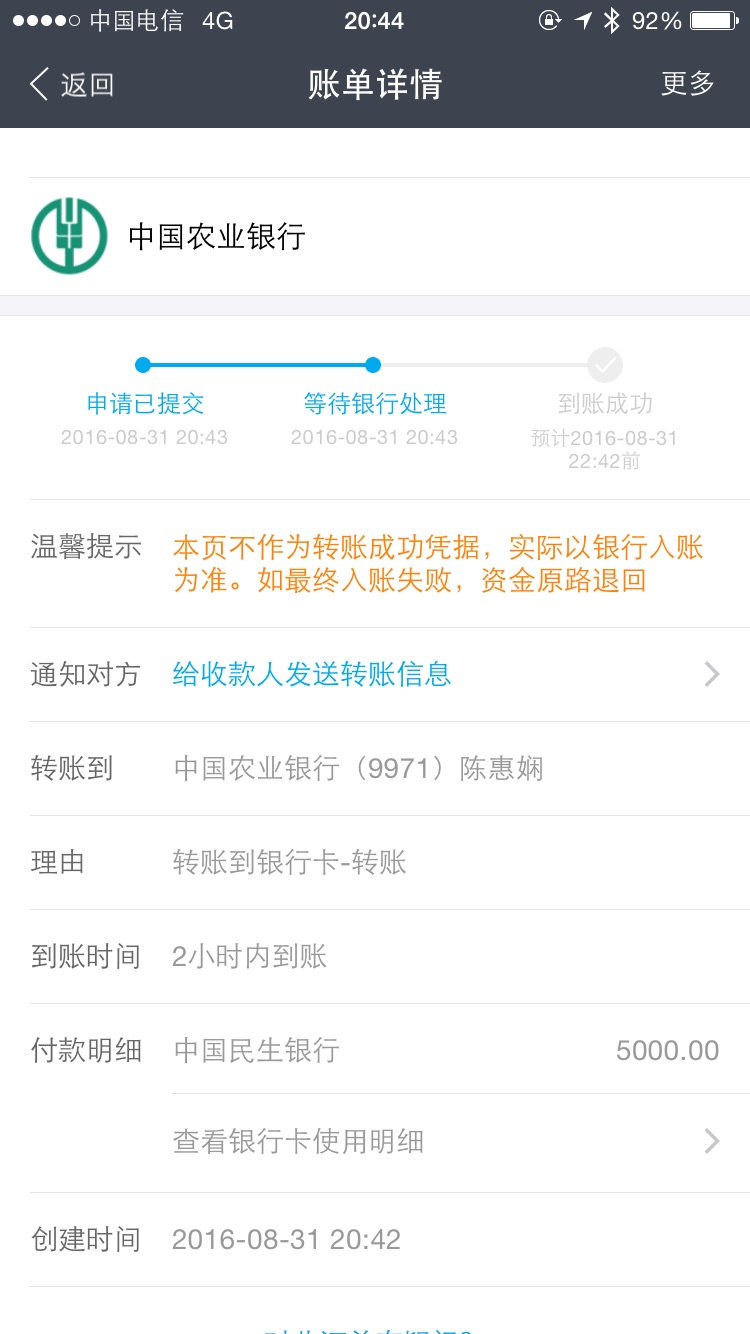 中国电信 4G 20:44 92%
返回 账单详情 更多
中国农业银行
申请已提交 等待银行处理 到账成功
2016-08-31 20:43 2016-08-31 20:43 预计2016-08-31
22:42前
温馨提示 本页不作为转账成功凭据，实际以银行入账
为准。如最终入账失败，资金原路退回
通知对方 给收款人发送转账信息
转账到 中国农业银行（9971）陈惠娴
理由 转账到银行卡-转账
到账时间 2小时内到账
付款明细 中国民生银行 5000.00
查看银行卡使用明细
创建时间 2016-08-31 20:42